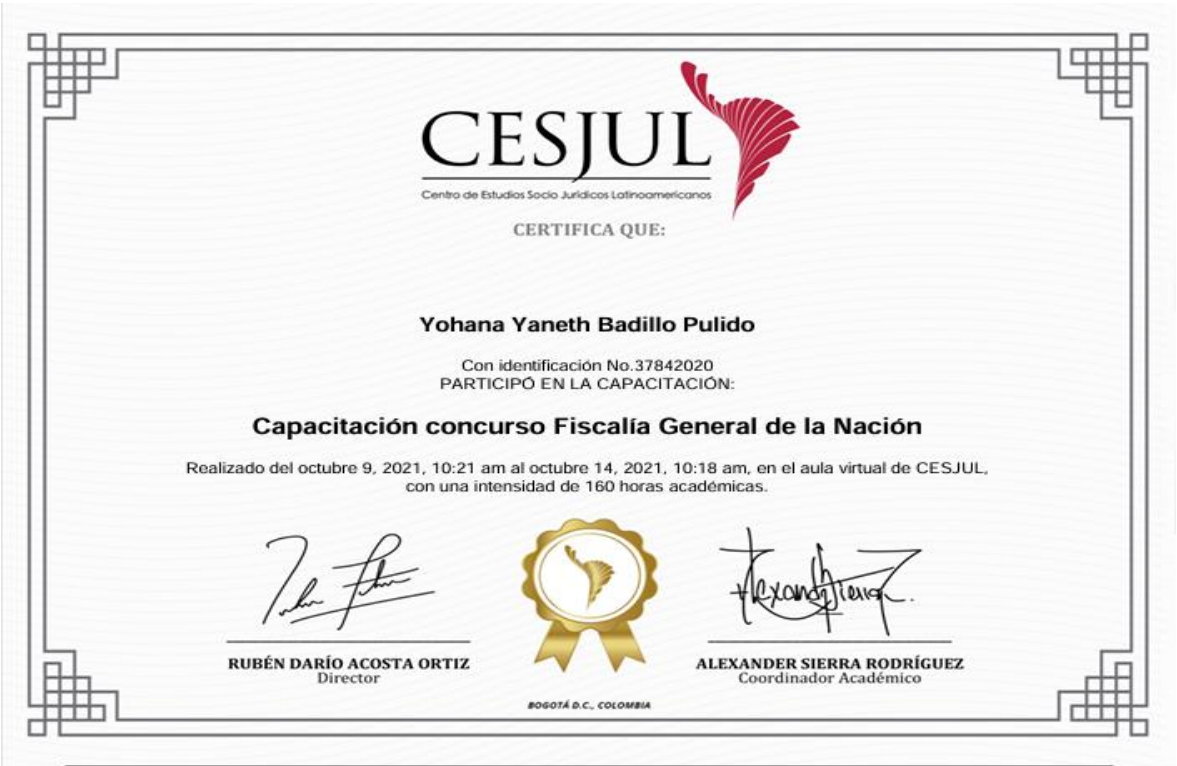 CESJUL
Centro de Estudios Socio Jurídicos Latinoamericanos
CERTIFICA QUE:
Yohana Yaneth Badillo Pulido
Con identificación No.37842020
PARTICIPÓ EN LA CAPACITACIÓN:
Capacitación concurso Fiscalía General de la Nación
Realizado del octubre 9, 2021, 10:21 am al octubre 14, 2021, 10:18 am, en el aula virtual de CESJUL,
con una intensidad de 160 horas académicas.
RUBÉN DARÍO ACOSTA ORTIZ
Director
ALEXANDER SIERRA RODRÍGUEZ
Coordinador Académico
BOGOTÁ D.C., COLOMBIA